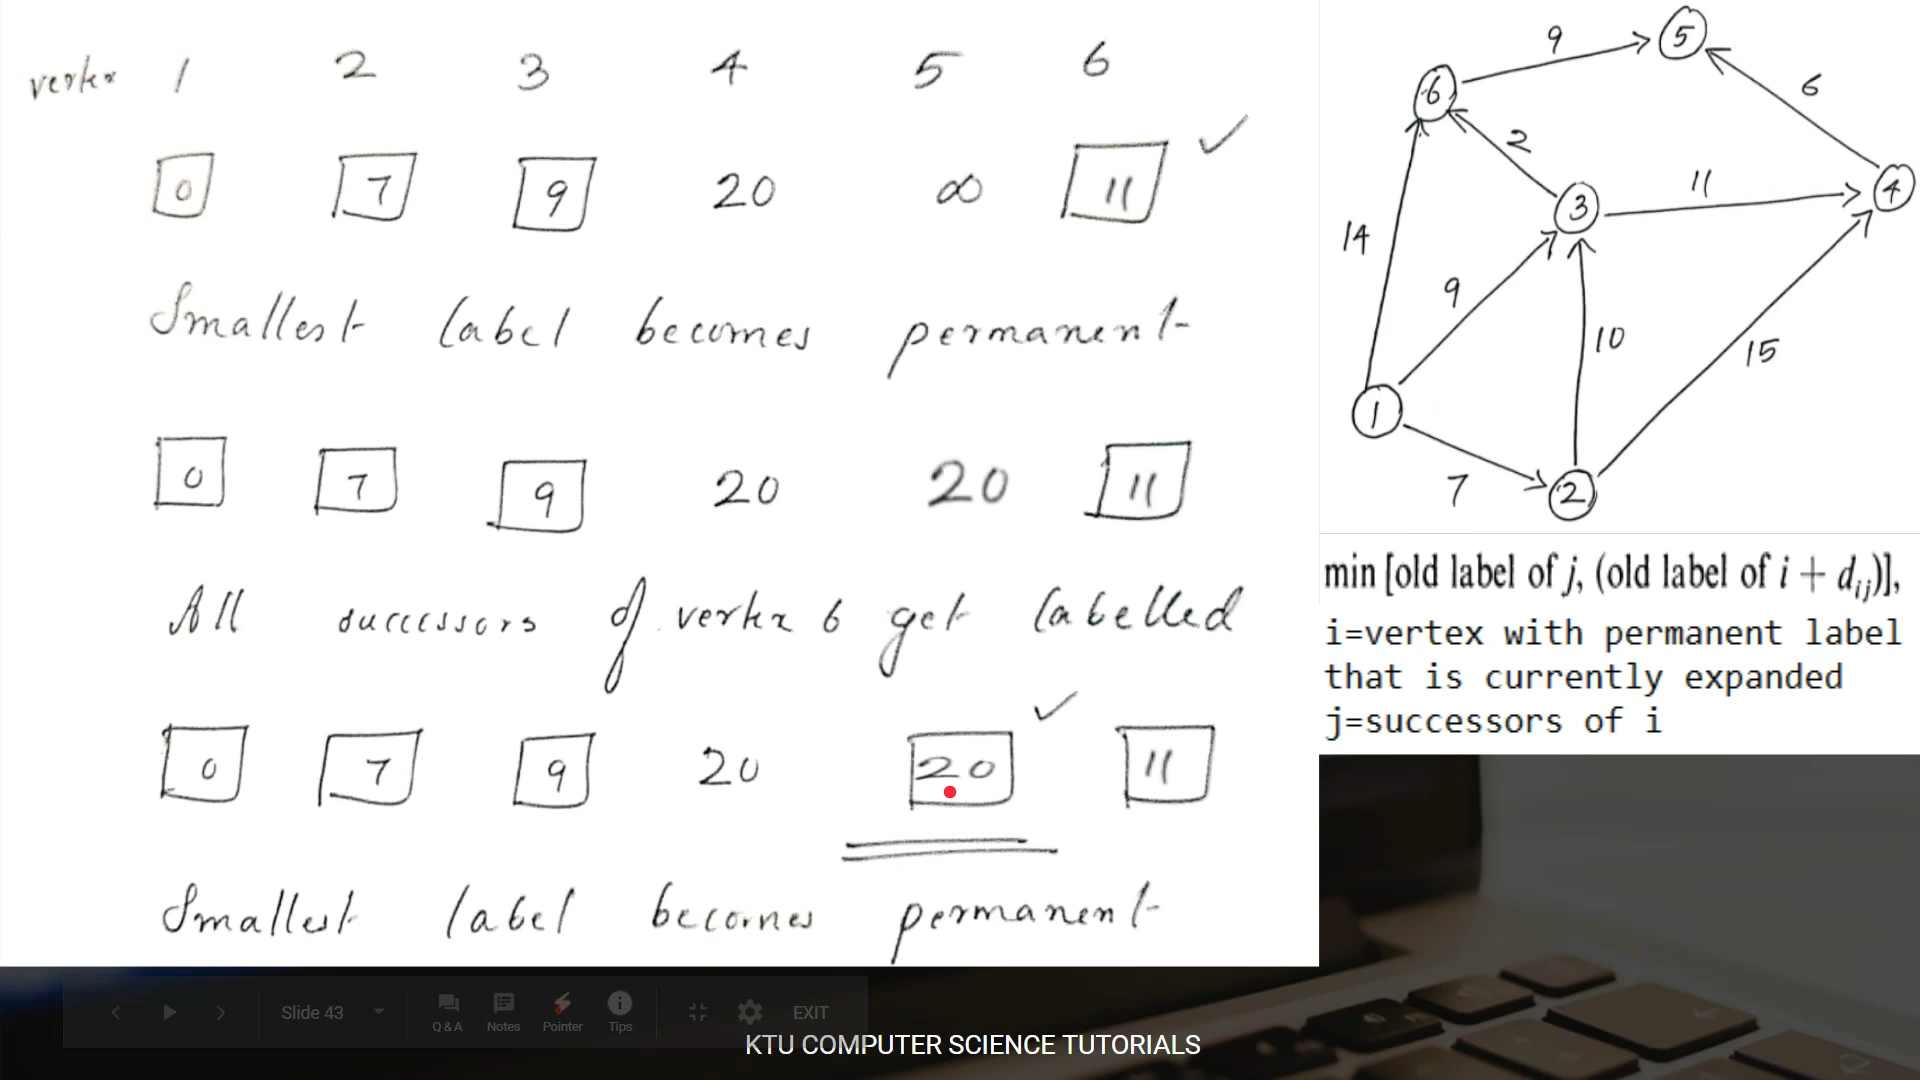 vertex 1 2 3 4 5 6
0 7 9 20 ∞ 11 ✓
Smallest label becomes permanent
0 7 9 20 20 11
All successors of vertex 6 get labelled
0 7 9 20 20 ✓ 11
Smallest label becomes permanent
5
9
6
6
2
4
11
3
14
9
10
15
1
7
2
min [old label of j, (old label of i + dij)],
i=vertex with permanent label
that is currently expanded
j=successors of i
Slide 43
Q & A Notes Pointer Tips EXIT
KTU COMPUTER SCIENCE TUTORIALS